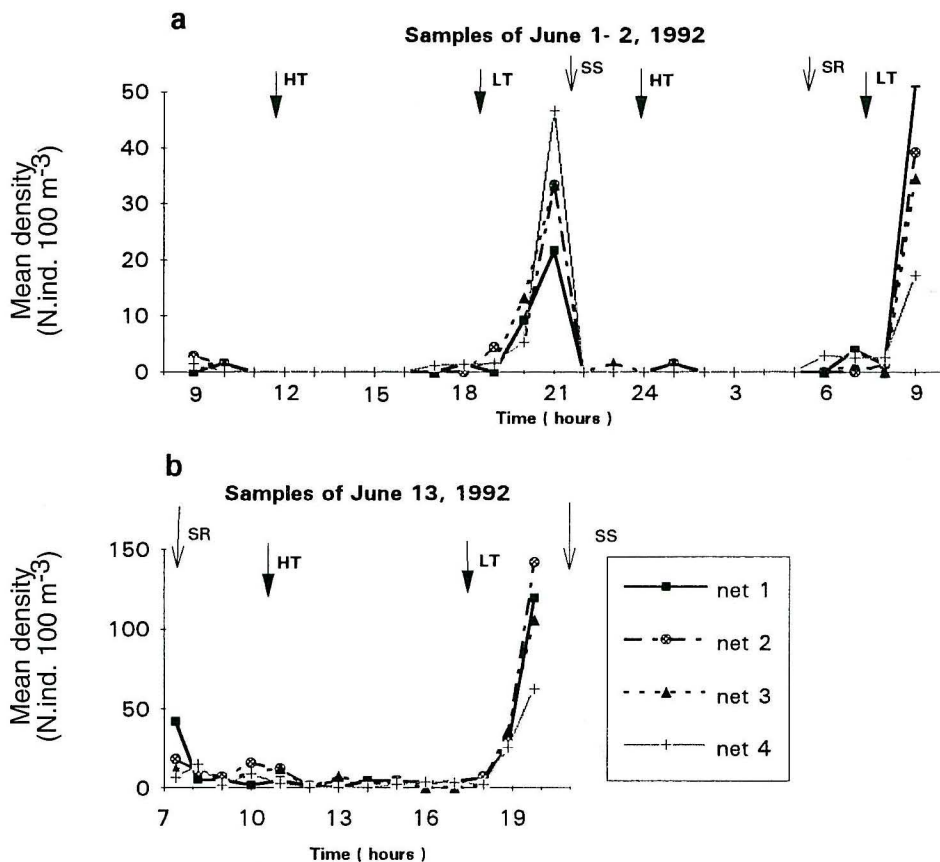 a
Samples of June 1- 2, 1992
HT
LT
SS
HT
SR
LT
Mean density
(N.ind. 100 m-3)
50
40
30
20
10
0
9 12 15 18 21 24 3 6 9
Time ( hours )
b
Samples of June 13, 1992
SR
HT
LT
SS
Mean density
(N.ind. 100 m-3)
150
100
50
0
7 10 13 16 19
Time ( hours )
net 1
net 2
net 3
net 4